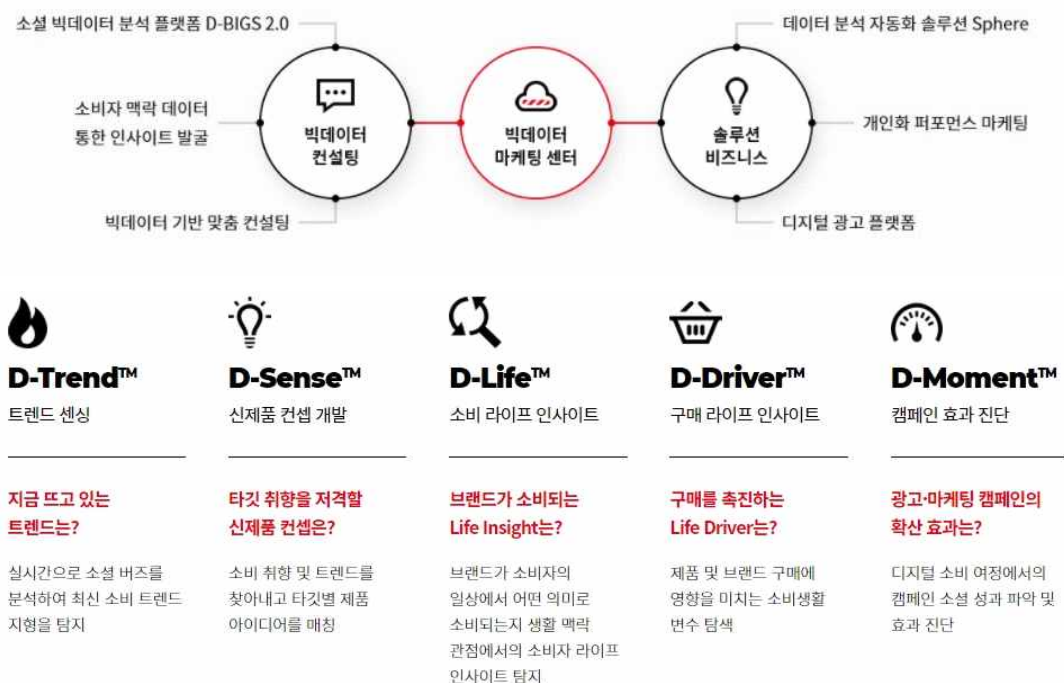 소셜 빅데이터 분석 플랫폼 D-BIGS 2.0
소비자 맥락 데이터
통한 인사이트 발굴
빅데이터 기반 맞춤 컨설팅
빅데이터
컨설팅
빅데이터
마케팅 센터
솔루션
비즈니스
데이터 분석 자동화 솔루션 Sphere
개인화 퍼포먼스 마케팅
디지털 광고 플랫폼
D-Trend™
트렌드 센싱
지금 뜨고 있는
트렌드는?
실시간으로 소셜 버즈를
분석하여 최신 소비 트렌드
지형을 탐지
D-Sense™
신제품 컨셉 개발
타깃 취향을 저격할
신제품 컨셉은?
소비 취향 및 트렌드를
찾아내고 타깃별 제품
아이디어를 매칭
D-Life™
소비 라이프 인사이트
브랜드가 소비되는
Life Insight는?
브랜드가 소비자의
일상에서 어떤 의미로
소비되는지 생활 맥락
관점에서의 소비자 라이프
인사이트 탐지
D-Driver™
구매 라이프 인사이트
구매를 촉진하는
Life Driver는?
제품 및 브랜드 구매에
영향을 미치는 소비생활
변수 탐색
D-Moment™
캠페인 효과 진단
광고·마케팅 캠페인의
확산 효과는?
디지털 소비 여정에서의
캠페인 소셜 성과 파악 및
효과 진단